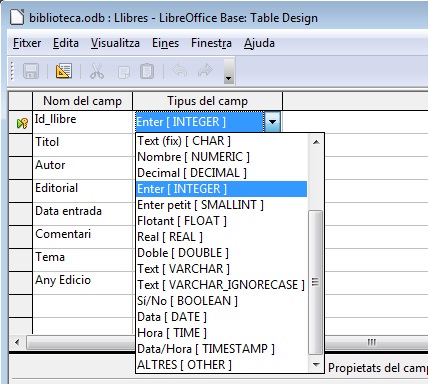 biblioteca.odb : Llibres - LibreOffice Base: Table Design
Fitxer Edita Visualitza Eines Finestra Ajuda
Nom del camp Tipus del camp
Id_llibre Enter [ INTEGER ]
Titol
Autor
Editorial
Data entrada
Comentari
Tema
Any Edicio
Text (fix) [ CHAR ]
Nombre [ NUMERIC ]
Decimal [ DECIMAL ]
Enter [ INTEGER ]
Enter petit [ SMALLINT ]
Flotant [ FLOAT ]
Real [ REAL ]
Doble [ DOUBLE ]
Text [ VARCHAR ]
Text [ VARCHAR_IGNORECASE ]
Sí/No [ BOOLEAN ]
Data [ DATE ]
Hora [ TIME ]
Data/Hora [ TIMESTAMP ]
ALTRES [ OTHER ]
Propietats del camp